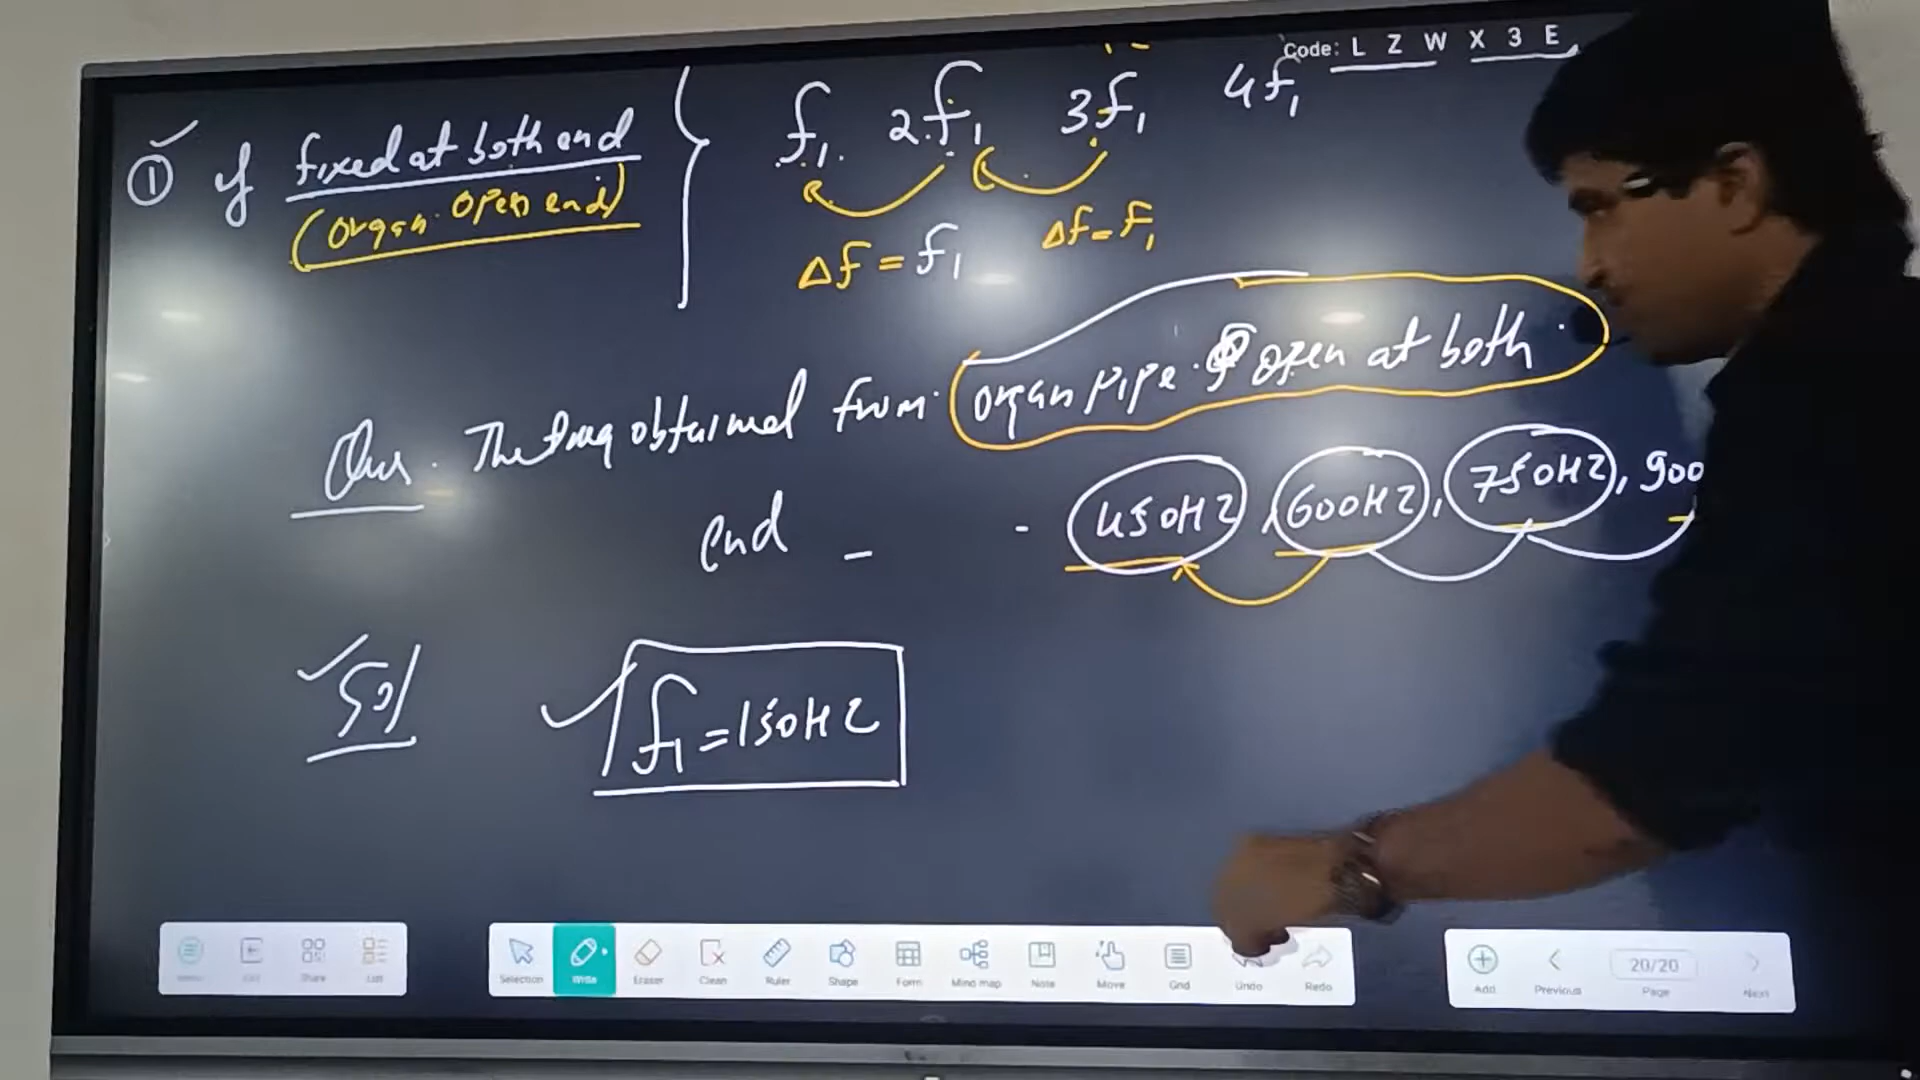 Code: L Z W X 3 E
① If fixed at both end f₁ 2f₁ 3f₁ 4f₁
(organ open end)
Δf = f₁ Δf = f₁
Que. The freq obtained from organ pipe open at both
end - - 450HZ, 600HZ, 750HZ, 900
Sol f₁ = 150HZ
Share
List
Selection
Write
Eraser
Clean
Ruler
Shape
Form
Mind map
Note
Move
Grid
Undo
Redo
Add
Previous
20/20
Page
Next